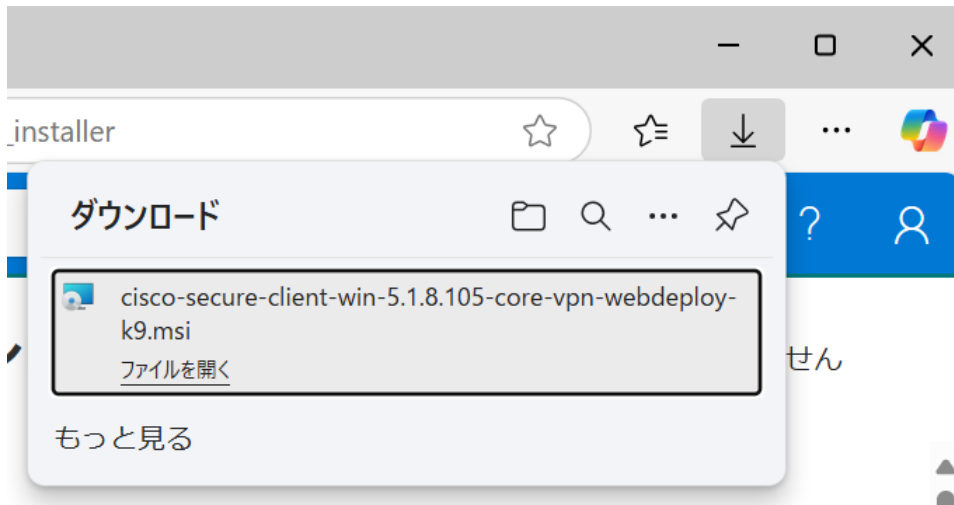 _installer
ダウンロード
?
cisco-secure-client-win-5.1.8.105-core-vpn-webdeploy-
k9.msi
ファイルを開く
せん
もっと見る